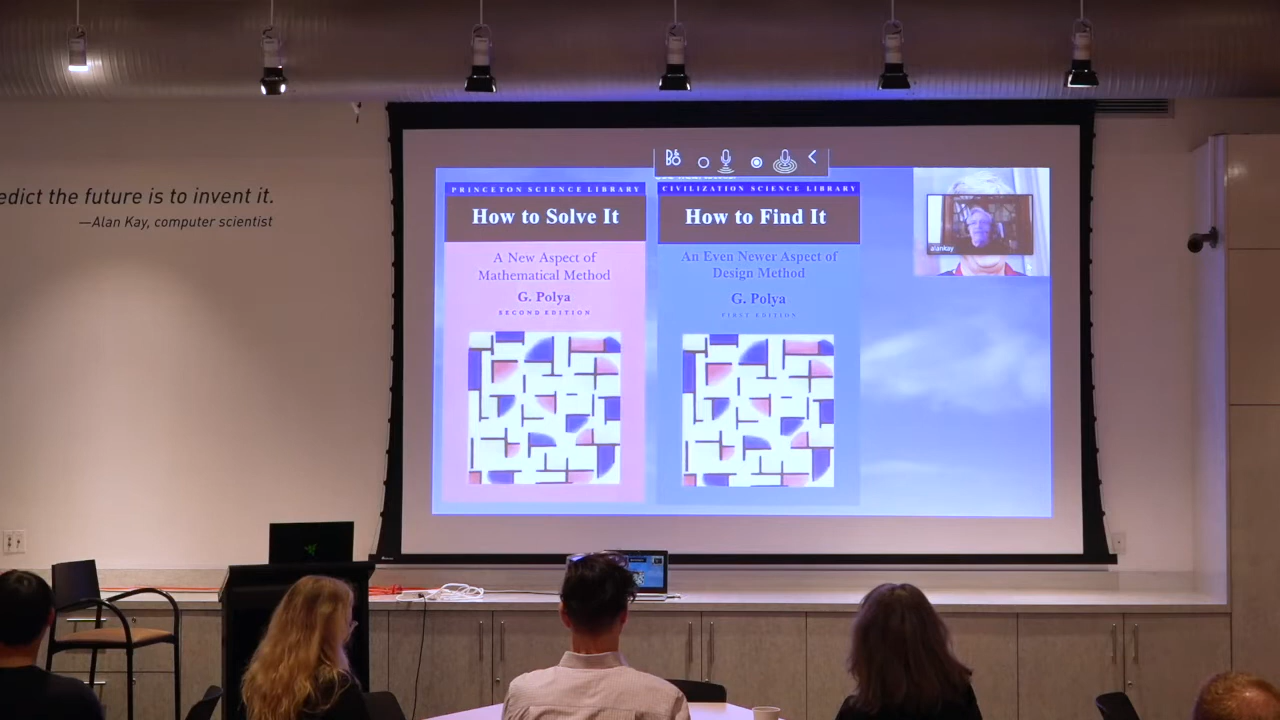 edict the future is to invent it.
—Alan Kay, computer scientist
PRINCETON SCIENCE LIBRARY
How to Solve It
A New Aspect of
Mathematical Method
G. Polya
SECOND EDITION
CIVILIZATION SCIENCE LIBRARY
How to Find It
An Even Newer Aspect of
Design Method
G. Polya
FIRST EDITION
alankay